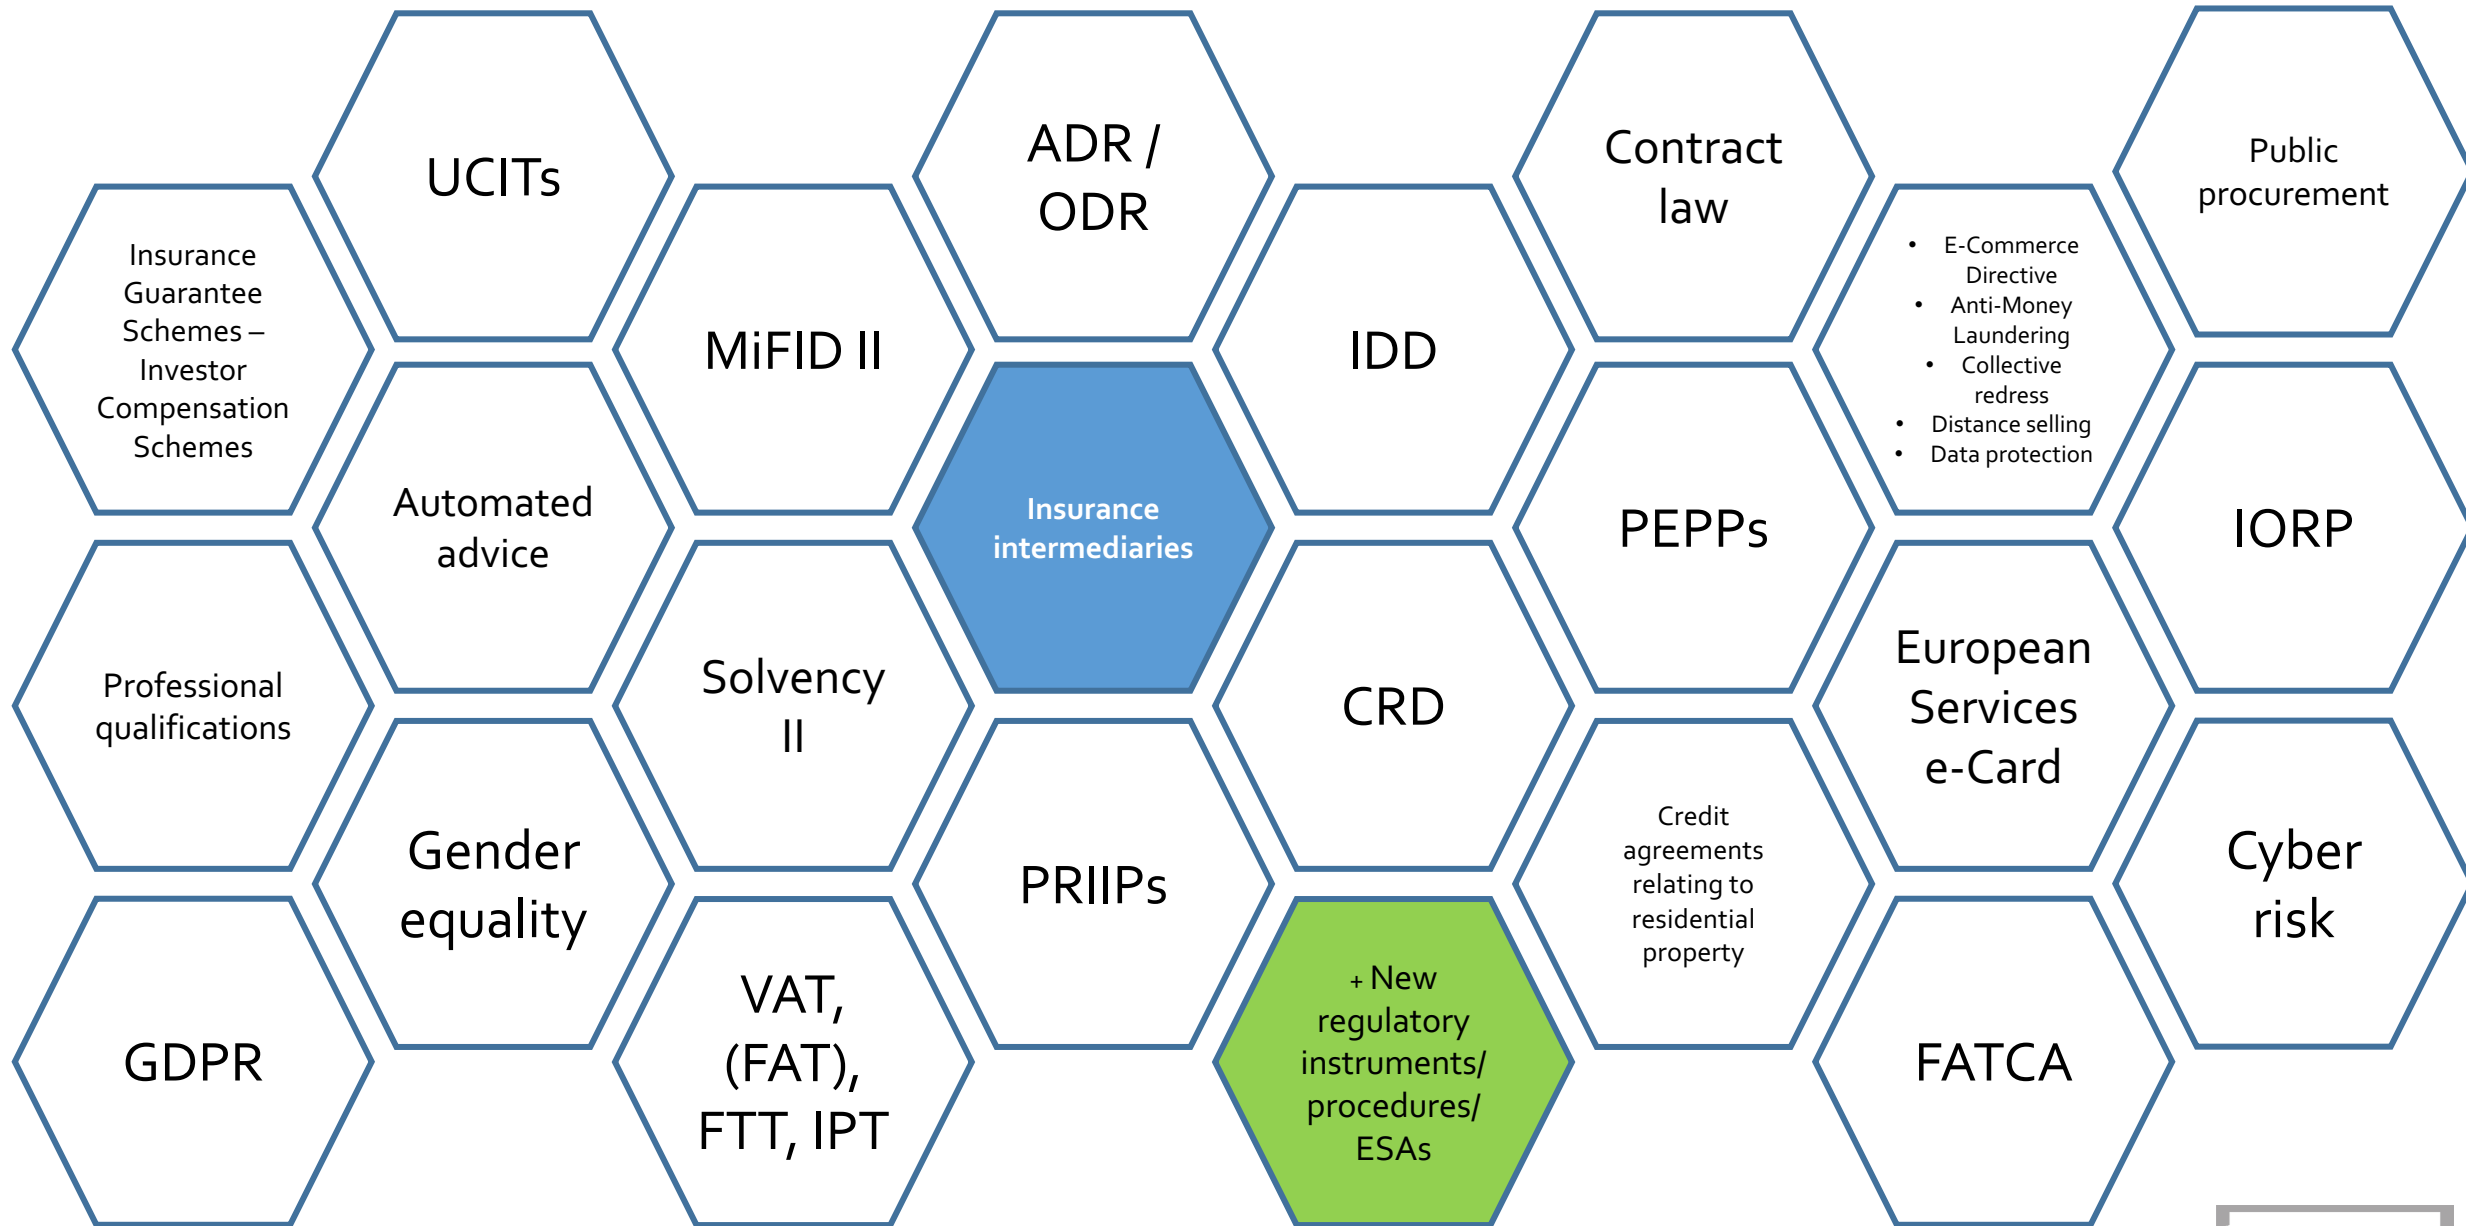 UCITs
ADR /
ODR
Contract
law
Public
procurement
Insurance
Guarantee
Schemes –
Investor
Compensation
Schemes
MiFID II
IDD
• E-Commerce
Directive
• Anti-Money
Laundering
• Collective
redress
• Distance selling
• Data protection
Automated
advice
Insurance
intermediaries
PEPPs
IORP
Professional
qualifications
Solvency
II
CRD
European
Services
e-Card
Gender
equality
PRIIPs
Credit
agreements
relating to
residential
property
Cyber
risk
GDPR
VAT,
(FAT),
FTT, IPT
+ New
regulatory
instruments/
procedures/
ESAs
FATCA